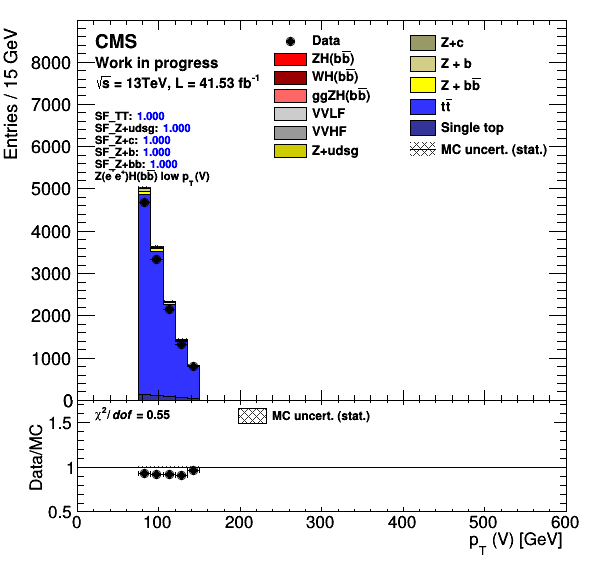 CMS
Work in progress
√s = 13TeV, L = 41.53 fb⁻¹
SF_TT: 1.000
SF_Z+udsg: 1.000
SF_Z+c: 1.000
SF_Z+b: 1.000
SF_Z+bb: 1.000
Z(e⁻e⁺)H(bb̅) low p_T(V)
Data
ZH(bb̅)
WH(bb̅)
ggZH(bb̅)
VVLF
VVHF
Z+udsg
Z+c
Z + b
Z + bb̅
tt̅
Single top
MC uncert. (stat.)
Entries / 15 GeV
8000
7000
6000
5000
4000
3000
2000
1000
0
χ²/dof = 0.55
MC uncert. (stat.)
Data/MC
1.5
1
0.5
0 100 200 300 400 500 600
p_T (V) [GeV]